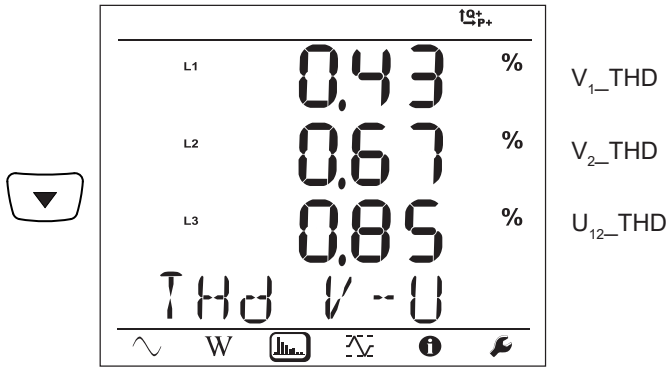 Q+
P+
L1 0.43 % V₁_THD
L2 0.67 % V₂_THD
L3 0.85 % U₁₂_THD
THd V-U
W